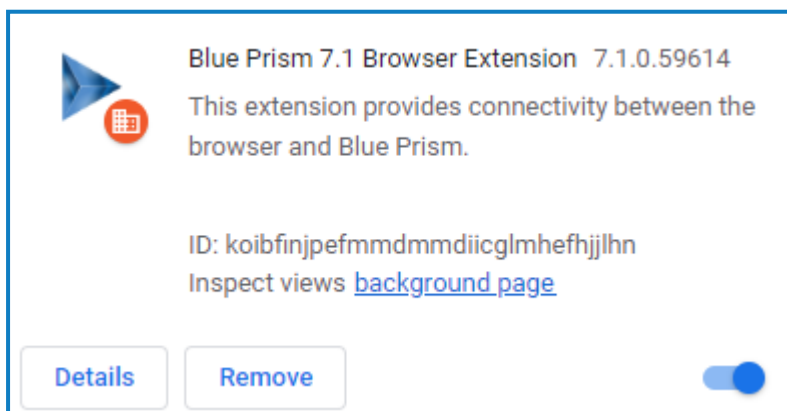 Blue Prism 7.1 Browser Extension 7.1.0.59614
This extension provides connectivity between the
browser and Blue Prism.
ID: koibfinjpefmmdmmdiicglmhefhjjlhn
Inspect views background page
Details Remove